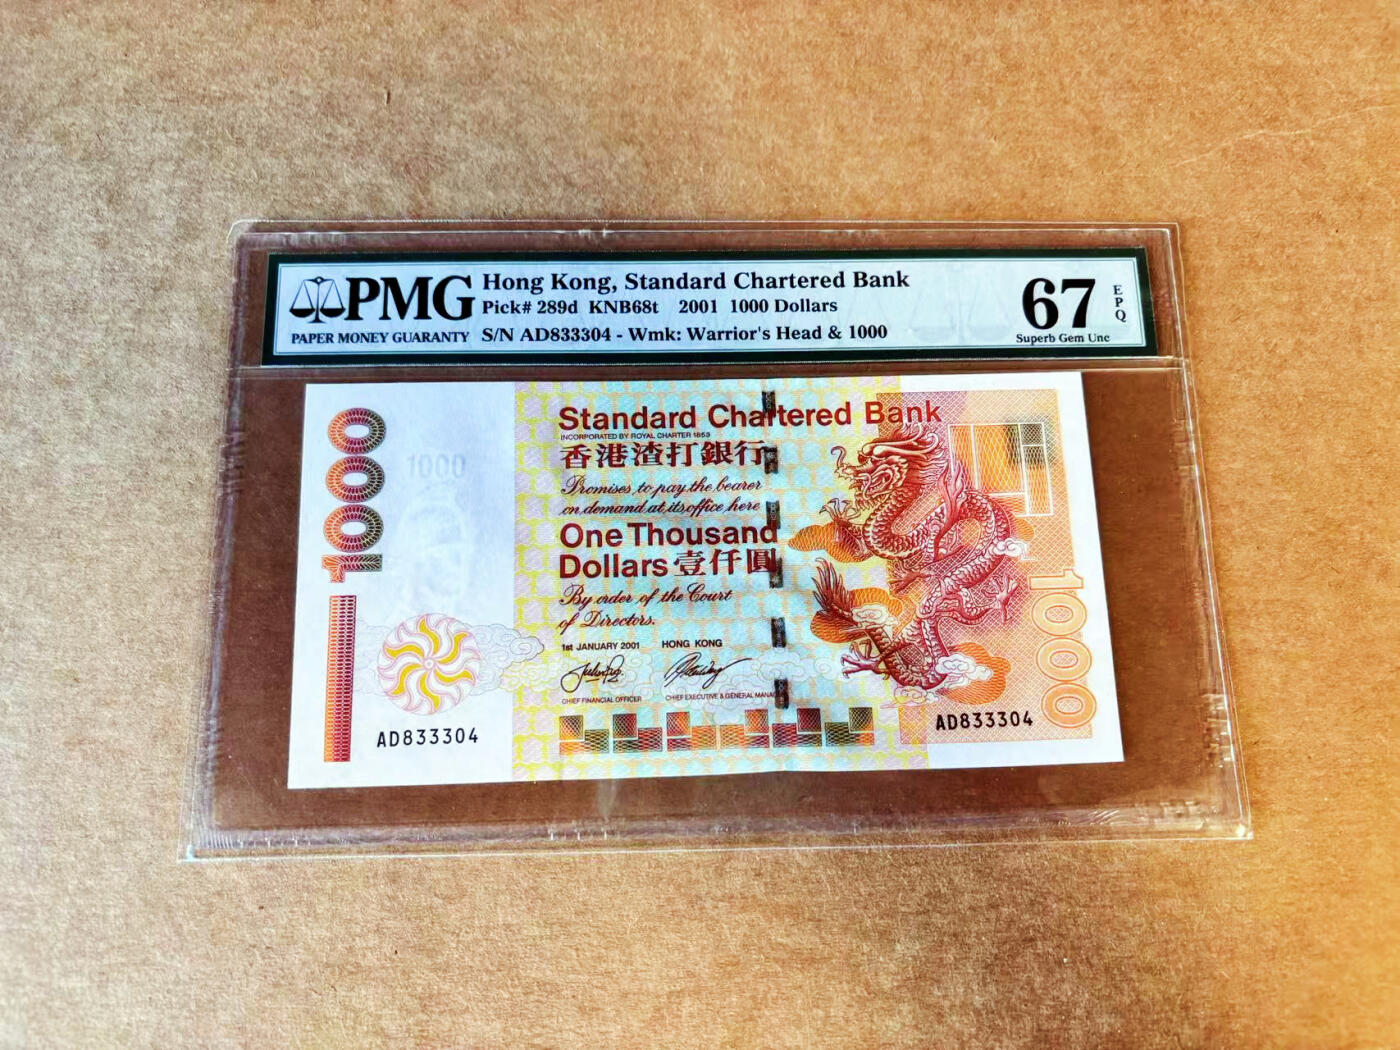 PMG
PAPER MONEY GUARANTY
Hong Kong, Standard Chartered Bank
Pick# 289d KNB68t 2001 1000 Dollars
S/N AD833304 - Wmk: Warrior's Head & 1000
67
EPQ
Superb Gem Unc
1000
1000
Standard Chartered Bank
INCORPORATED BY ROYAL CHARTER 1853
香港渣打銀行
Promises to pay the bearer
on demand at its office here
One Thousand
Dollars 壹仟圓
By order of the Court
of Directors.
1st JANUARY 2001 HONG KONG
CHIEF FINANCIAL OFFICER CHIEF EXECUTIVE & GENERAL
AD833304
AD833304
1000